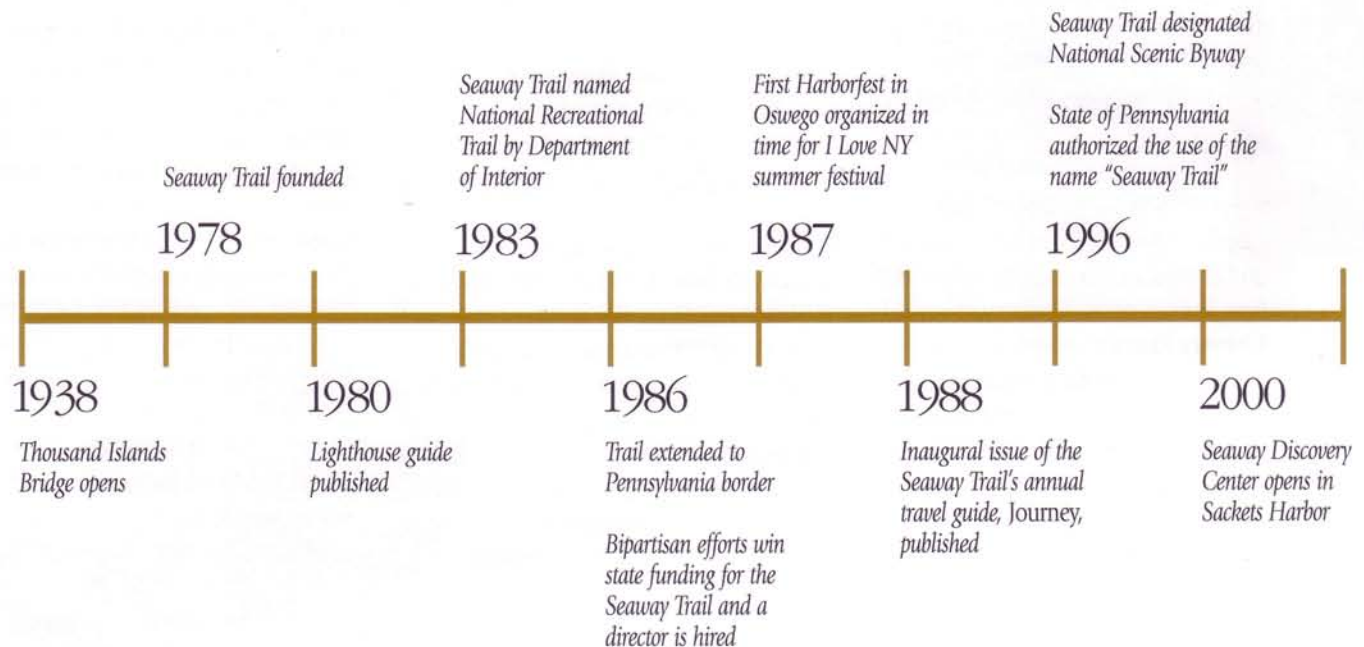 Seaway Trail founded
1978
Seaway Trail named
National Recreational
Trail by Department
of Interior
1983
First Harborfest in
Oswego organized in
time for I Love NY
summer festival
1987
Seaway Trail designated
National Scenic Byway
State of Pennsylvania
authorized the use of the
name “Seaway Trail”
1996
1938
Thousand Islands
Bridge opens
1980
Lighthouse guide
published
1986
Trail extended to
Pennsylvania border
Bipartisan efforts win
state funding for the
Seaway Trail and a
director is hired
1988
Inaugural issue of the
Seaway Trail's annual
travel guide, Journey,
published
2000
Seaway Discovery
Center opens in
Sackets Harbor